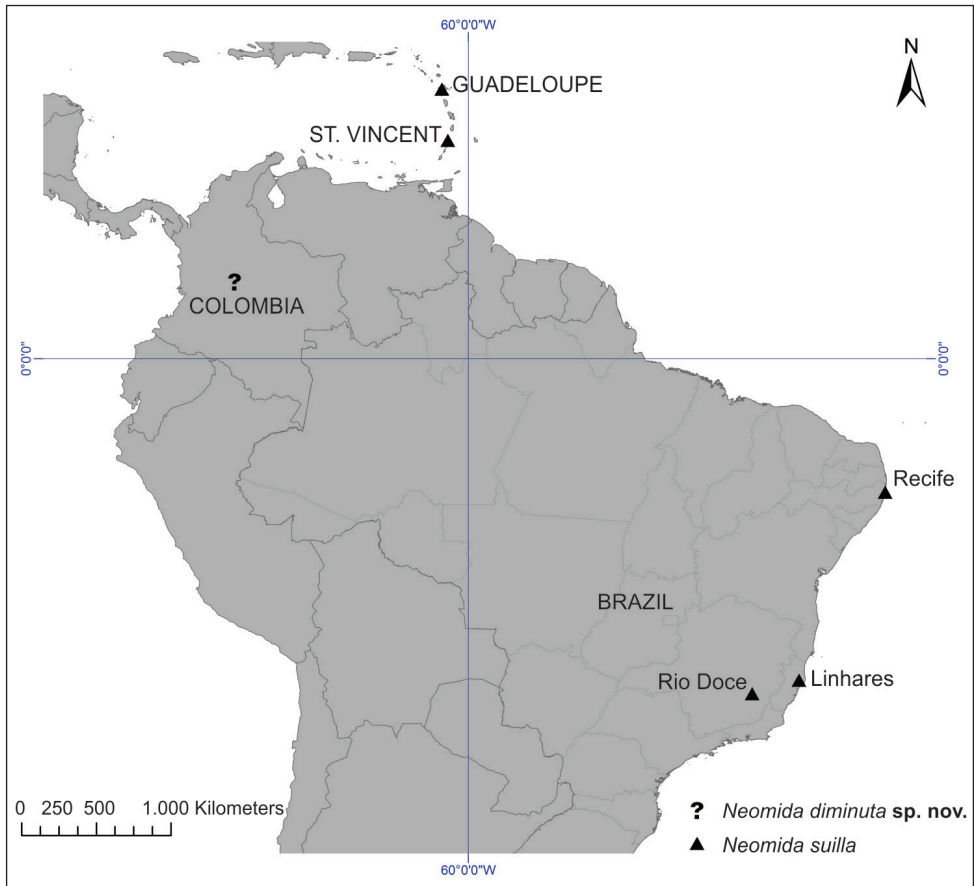 60°0'0"W
N
GUADELOUPE
ST. VINCENT
?
COLOMBIA
0°0'0"
0°0'0"
Recife
BRAZIL
Rio Doce
Linhares
0 250 500 1.000 Kilometers
? Neomida diminuta sp. nov.
Neomida suilla
60°0'0"W